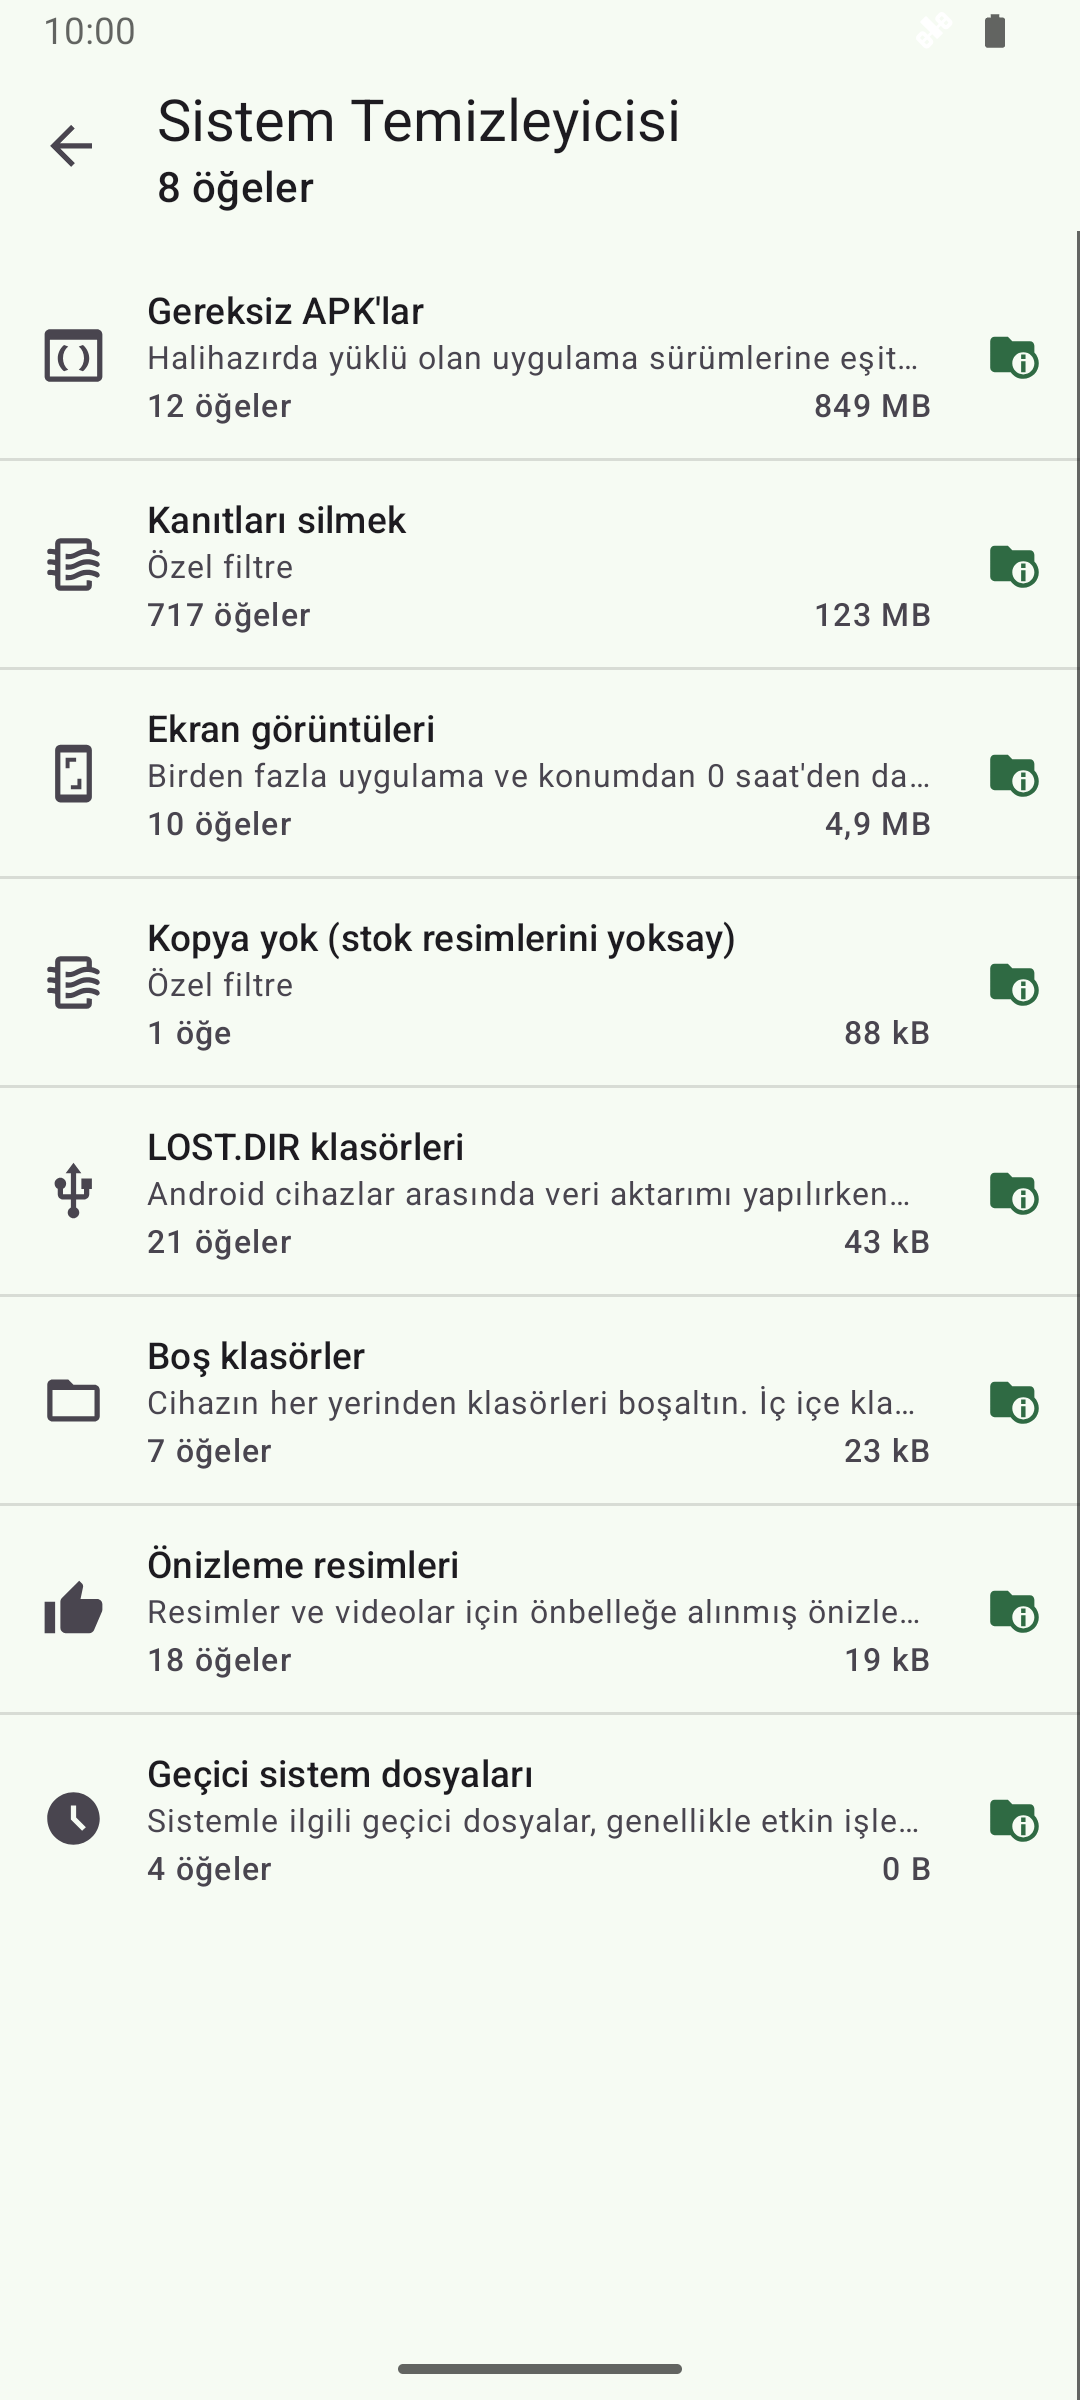 10:00
Sistem Temizleyicisi
8 öğeler
Gereksiz APK'lar
Halihazırda yüklü olan uygulama sürümlerine eşit…
12 öğeler 849 MB
Kanıtları silmek
Özel filtre
717 öğeler 123 MB
Ekran görüntüleri
Birden fazla uygulama ve konumdan 0 saat'den da…
10 öğeler 4,9 MB
Kopya yok (stok resimlerini yoksay)
Özel filtre
1 öğe 88 kB
LOST.DIR klasörleri
Android cihazlar arasında veri aktarımı yapılırken…
21 öğeler 43 kB
Boş klasörler
Cihazın her yerinden klasörleri boşaltın. İç içe kla…
7 öğeler 23 kB
Önizleme resimleri
Resimler ve videolar için önbelleğe alınmış önizle…
18 öğeler 19 kB
Geçici sistem dosyaları
Sistemle ilgili geçici dosyalar, genellikle etkin işle…
4 öğeler 0 B